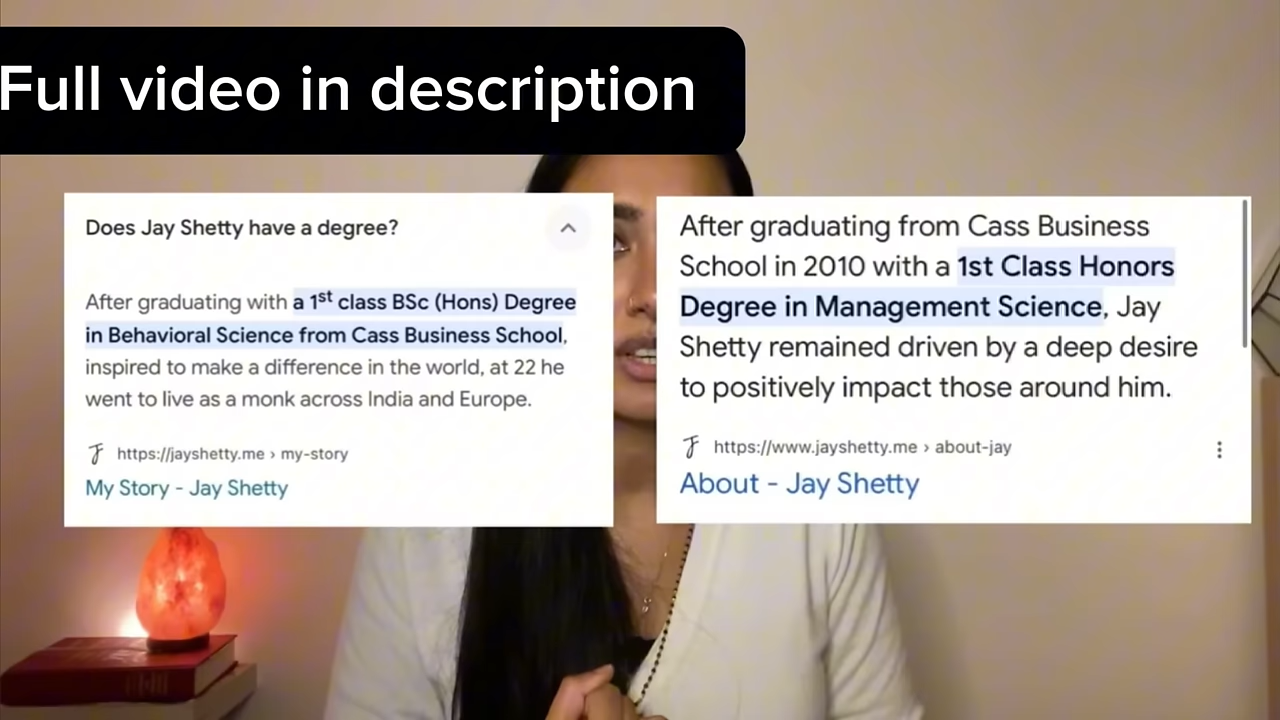 Full video in description
Does Jay Shetty have a degree?
After graduating with a 1st class BSc (Hons) Degree
in Behavioral Science from Cass Business School,
inspired to make a difference in the world, at 22 he
went to live as a monk across India and Europe.
https://jayshetty.me › my-story
My Story - Jay Shetty
After graduating from Cass Business
School in 2010 with a 1st Class Honors
Degree in Management Science, Jay
Shetty remained driven by a deep desire
to positively impact those around him.
https://www.jayshetty.me › about-jay
About - Jay Shetty